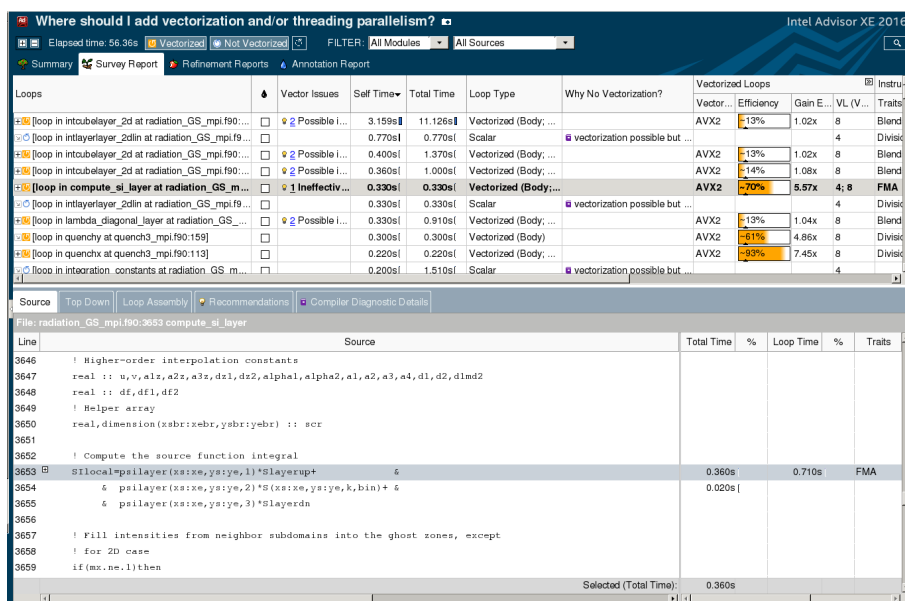 Where should I add vectorization and/or threading parallelism?
Intel Advisor XE 2016
Elapsed time: 56.36s Vectorized Not Vectorized FILTER: All Modules All Sources
Summary Survey Report Refinement Reports Annotation Report
Loops Vector Issues Self Time Total Time Loop Type Why No Vectorization? Vectorized Loops Instru-
Vector... Efficiency Gain E... VL (V... Traits
[loop in intcubelayer_2d at radiation_GS_mpi.f90:... 2 Possible i... 3.159s 11.126s Vectorized (Body; ... AVX2 ~13% 1.02x 8 Blend
[loop in intlayerlayer_2dlin at radiation_GS_mpi.f9... 0.770s 0.770s Scalar vectorization possible but ... 4 Divisio
[loop in intcubelayer_2d at radiation_GS_mpi.f90:... 2 Possible i... 0.400s 1.370s Vectorized (Body; ... AVX2 ~13% 1.02x 8 Blend
[loop in intcubelayer_2d at radiation_GS_mpi.f90:... 2 Possible i... 0.360s 1.000s Vectorized (Body; ... AVX2 ~14% 1.08x 8 Blend
[loop in compute_si_layer at radiation_GS_m... 1 Ineffectiv... 0.330s 0.330s Vectorized (Body;... AVX2 ~70% 5.57x 4; 8 FMA
[loop in intlayerlayer_2dlin at radiation_GS_mpi.f9... 0.330s 0.330s Scalar vectorization possible but ... 4 Divisio
[loop in lambda_diagonal_layer at radiation_GS_... 2 Possible i... 0.330s 0.910s Vectorized (Body; ... AVX2 ~13% 1.04x 8 Blend
[loop in quenchy at quench3_mpi.f90:159] 0.300s 0.300s Vectorized (Body) AVX2 ~61% 4.86x 8 Divisio
[loop in quenchx at quench3_mpi.f90:113] 0.220s 0.220s Vectorized (Body; ... AVX2 ~93% 7.45x 8 Divisio
[loop in integration_constants at radiation_GS_m... 0.200s 1.510s Scalar vectorization possible but ... 4
Source Top Down Loop Assembly Recommendations Compiler Diagnostic Details
File: radiation_GS_mpi.f90:3653 compute_si_layer
Line Source Total Time % Loop Time % Traits
3646 ! Higher-order interpolation constants
3647 real :: u,v,a1z,a2z,a3z,dz1,dz2,alpha1,alpha2,a1,a2,a3,a4,d1,d2,d1md2
3648 real :: df,df1,df2
3649 ! Helper array
3650 real,dimension(xsbr:xebr,ysbr:yebr) :: scr
3651
3652 ! Compute the source function integral
3653 SIlocal=psilayer(xs:xe,ys:ye,1)*Slayerup+ & 0.360s 0.710s FMA
3654 & psilayer(xs:xe,ys:ye,2)*S(xs:xe,ys:ye,k,bin)+ & 0.020s
3655 & psilayer(xs:xe,ys:ye,3)*Slayerdn
3656
3657 ! Fill intensities from neighbor subdomains into the ghost zones, except
3658 ! for 2D case
3659 if(mx.ne.1)then
Selected (Total Time): 0.360s